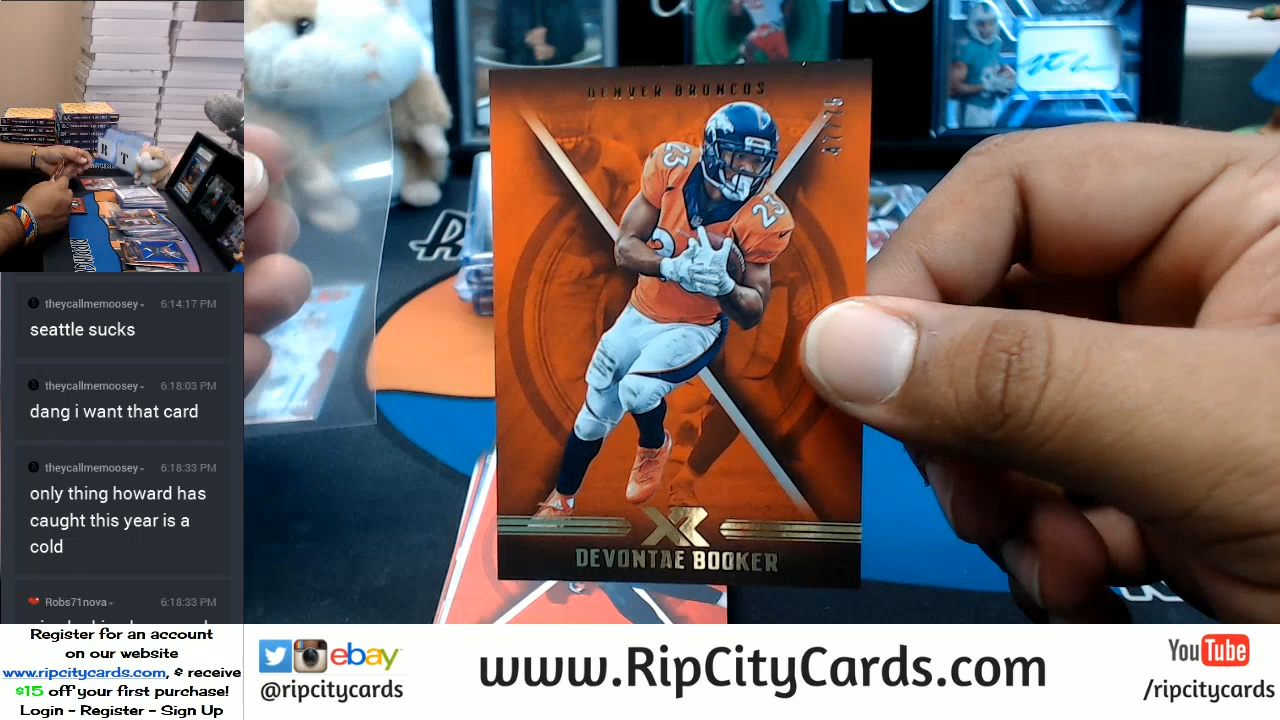 theycallmemoosey 6:14:17 PM
seattle sucks
theycallmemoosey 6:18:03 PM
dang i want that card
theycallmemoosey 6:18:33 PM
only thing howard has
caught this year is a
cold
Robs71nova 6:18:33 PM
Register for an account
on our website
www.ripcitycards.com, & receive
$15 off your first purchase!
Login - Register - Sign Up
DENVER BRONCOS
23
23
XR
DEVONTAE BOOKER
ebay
@ripcitycards
www.RipCityCards.com
YouTube
/ripcitycards